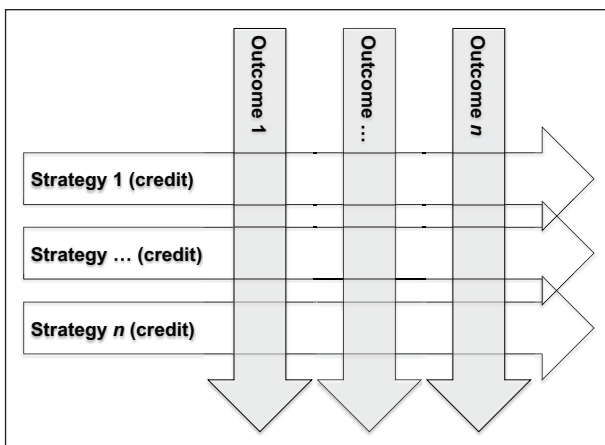 Outcome 1
Outcome …
Outcome n
Strategy 1 (credit)
Strategy … (credit)
Strategy n (credit)